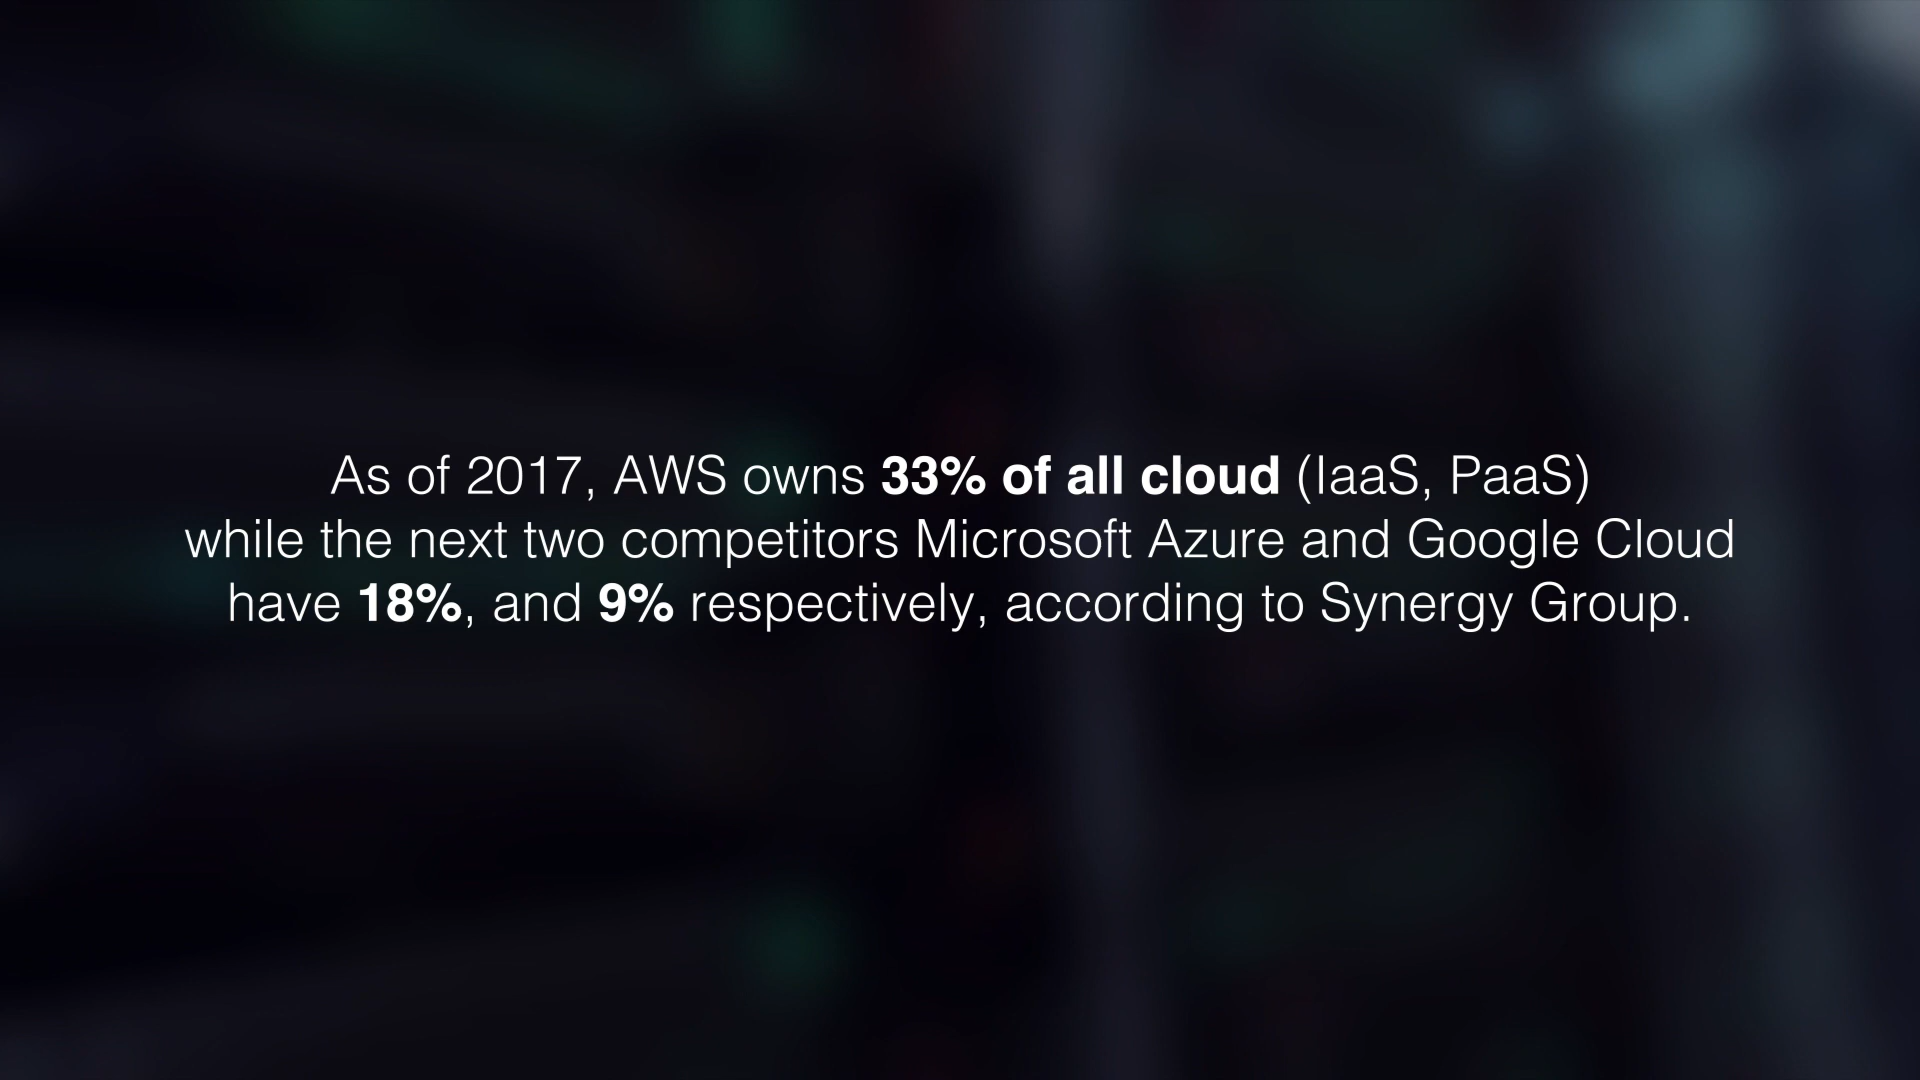 As of 2017, AWS owns 33% of all cloud (IaaS, PaaS)
while the next two competitors Microsoft Azure and Google Cloud
have 18%, and 9% respectively, according to Synergy Group.